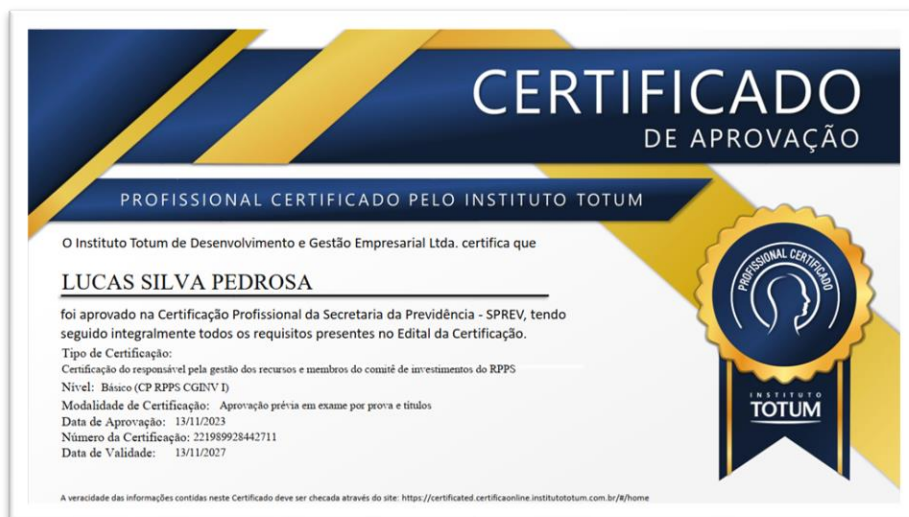 CERTIFICADO
DE APROVAÇÃO
PROFISSIONAL CERTIFICADO PELO INSTITUTO TOTUM
O Instituto Totum de Desenvolvimento e Gestão Empresarial Ltda. certifica que
LUCAS SILVA PEDROSA
foi aprovado na Certificação Profissional da Secretaria da Previdência - SPREV, tendo
seguido integralmente todos os requisitos presentes no Edital da Certificação.
Tipo de Certificação:
Certificação do responsável pela gestão dos recursos e membros do comitê de investimentos do RPPS
Nível: Básico (CP RPPS CGINV I)
Modalidade de Certificação: Aprovação prévia em exame por prova e títulos
Data de Aprovação: 13/11/2023
Número da Certificação: 221989928442711
Data de Validade: 13/11/2027
PROFISSIONAL CERTIFICADO
INSTITUTO
TOTUM
A veracidade das informações contidas neste Certificado deve ser checada através do site: https://certificated.certificaonline.institutototum.com.br/#/home